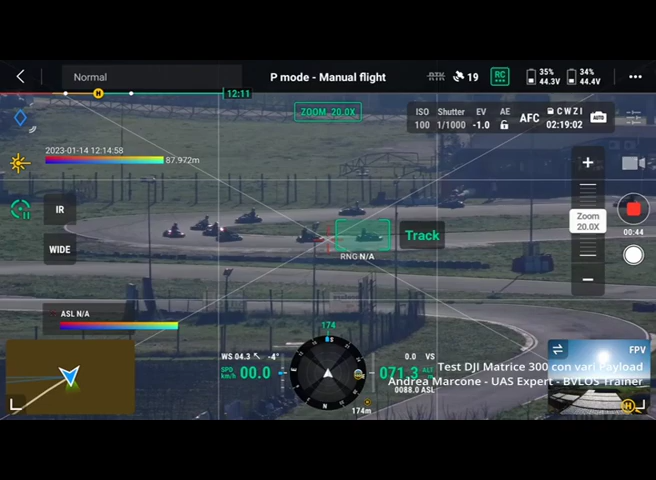 Normal
P mode - Manual flight
RTK
19
RC
35%
44.3V
34%
44.4V
H
12:11
ZOOM 20.0X
ISO
100
Shutter
1/1000
EV
-1.0
AE
AFC
C W Z I
02:19:02
AUTO
2023-01-14 12:14:58
87.972m
IR
WIDE
Track
RNG N/A
Zoom
20.0X
00:44
ASL N/A
174
WS 04.3
-4°
SPD
km/h
00.0
0.0 VS
071.3
ALT
0088.0 ASL
174m
E
N
FPV
Test DJI Matrice 300 con vari Payload
Andrea Marcone - UAS Expert - BVLOS Trainer
H